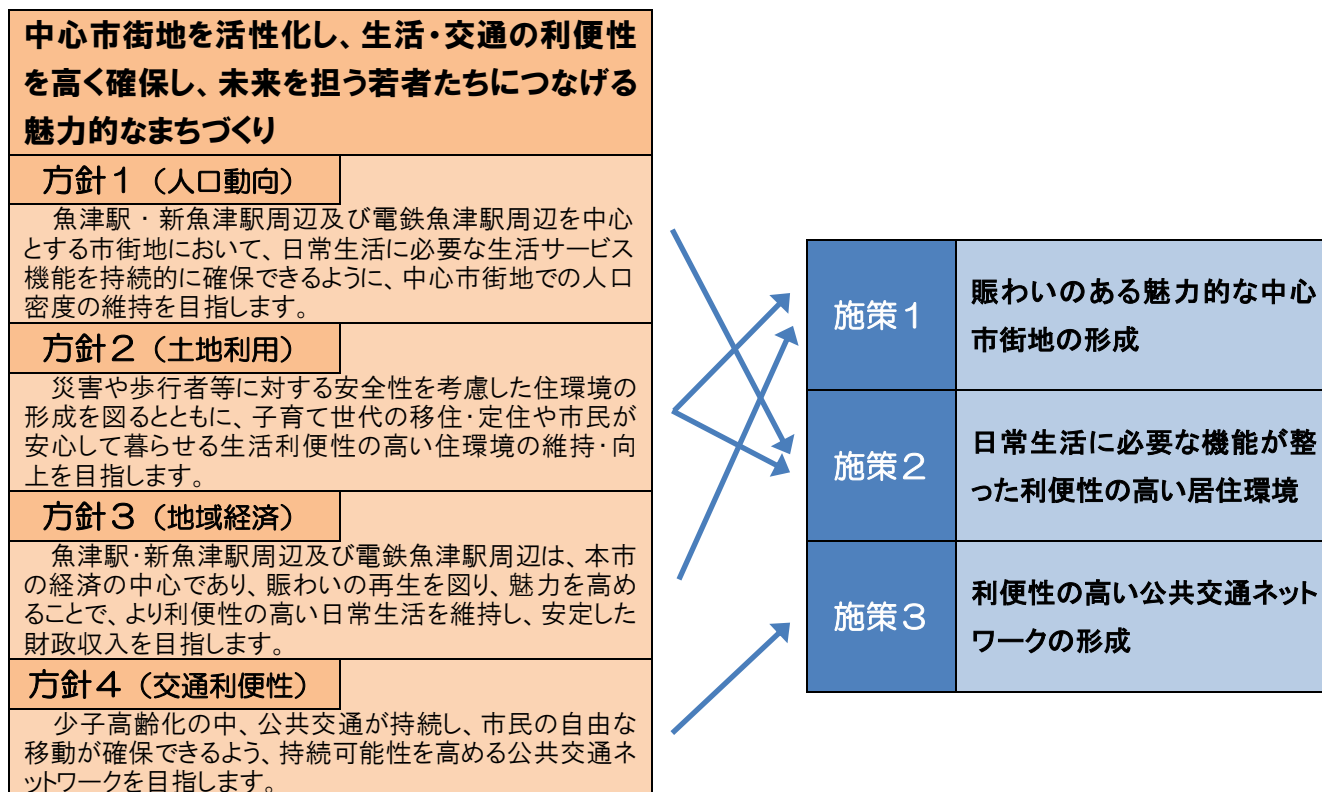 中心市街地を活性化し、生活・交通の利便性
を高く確保し、未来を担う若者たちにつなげる
魅力的なまちづくり
方針１（人口動向）
魚津駅・新魚津駅周辺及び電鉄魚津駅周辺を中心
とする市街地において、日常生活に必要な生活サービス
機能を持続的に確保できるように、中心市街地での人口
密度の維持を目指します。
方針２（土地利用）
災害や歩行者等に対する安全性を考慮した住環境の
形成を図るとともに、子育て世代の移住・定住や市民が
安心して暮らせる生活利便性の高い住環境の維持・向
上を目指します。
方針３（地域経済）
魚津駅・新魚津駅周辺及び電鉄魚津駅周辺は、本市
の経済の中心であり、賑わいの再生を図り、魅力を高め
ることで、より利便性の高い日常生活を維持し、安定した
財政収入を目指します。
方針４（交通利便性）
少子高齢化の中、公共交通が持続し、市民の自由な
移動が確保できるよう、持続可能性を高める公共交通ネ
ットワークを目指します。
施策１
賑わいのある魅力的な中心
市街地の形成
施策２
日常生活に必要な機能が整
った利便性の高い居住環境
施策３
利便性の高い公共交通ネット
ワークの形成